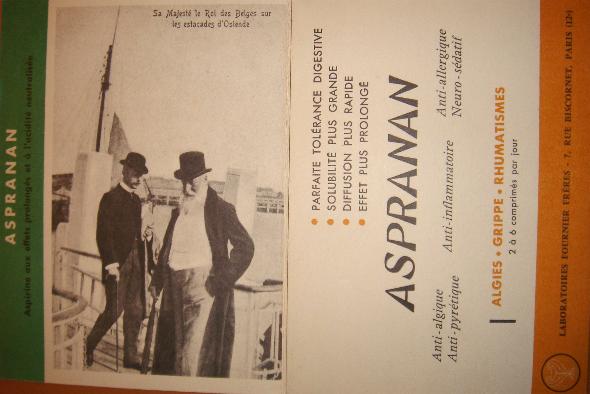 ASPRANAN
Aspirine aux effets prolongés et à l'acidité neutralisée
Sa Majesté le Roi des Belges sur
les estacades d'Ostende
• PARFAITE TOLÉRANCE DIGESTIVE
• SOLUBILITÉ PLUS GRANDE
• DIFFUSION PLUS RAPIDE
• EFFET PLUS PROLONGÉ
ASPRANAN
Anti-algique Anti-inflammatoire Anti-allergique
Anti-pyrétique Neuro-sédatif
ALGIES • GRIPPE • RHUMATISMES
2 à 6 comprimés par jour
LABORATOIRES FOURNIER FRÈRES - 7, RUE BISCORNET, PARIS (12e)